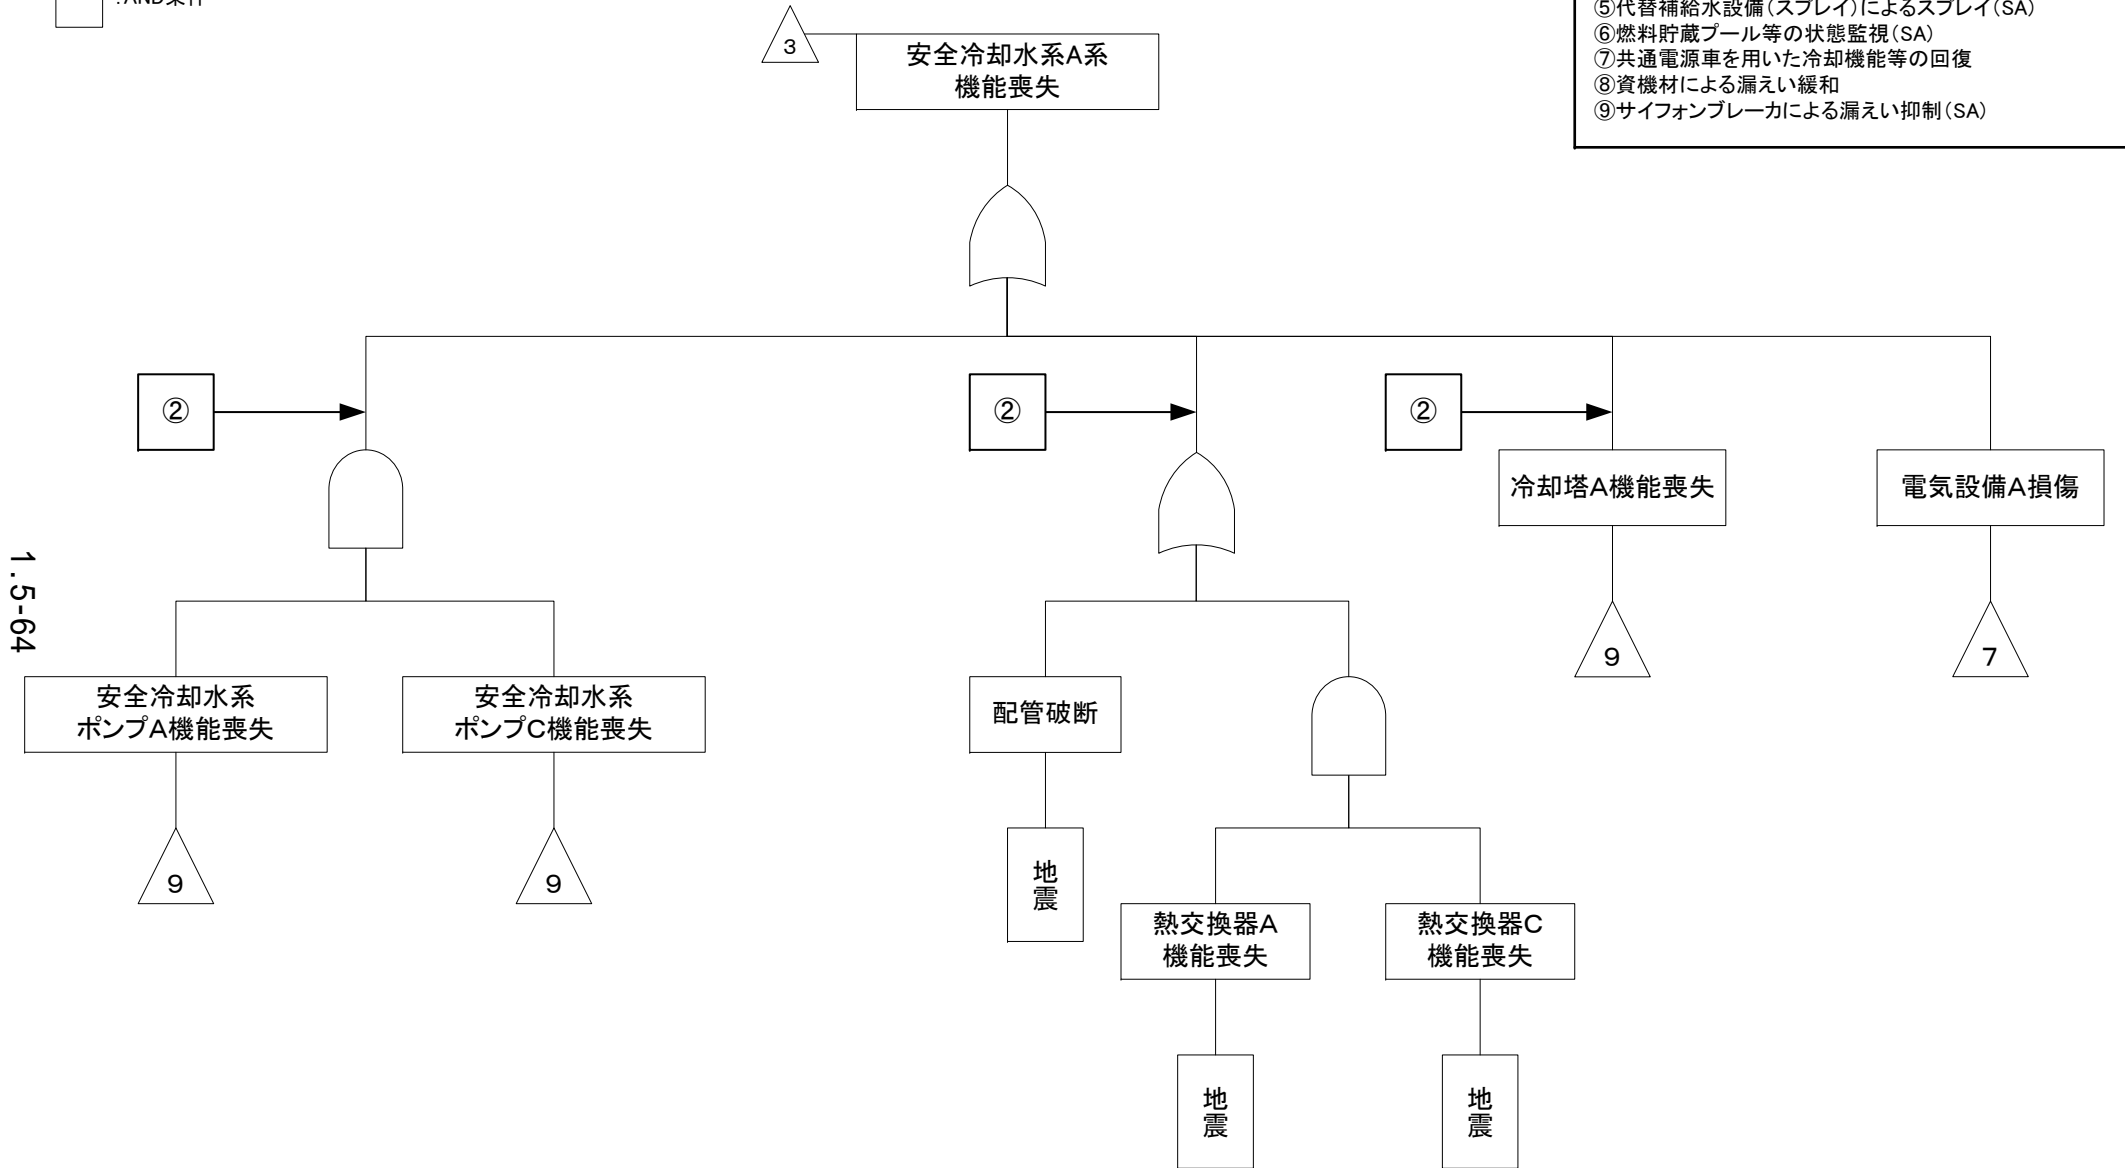 :AND条件
⑤代替補給水設備(スプレイ)によるスプレイ(SA)
⑥燃料貯蔵プール等の状態監視(SA)
⑦共通電源車を用いた冷却機能等の回復
⑧資機材による漏えい緩和
⑨サイフォンブレーカによる漏えい抑制(SA)
3
安全冷却水系A系
機能喪失
②
②
②
冷却塔A機能喪失
電気設備A損傷
9
7
安全冷却水系
ポンプA機能喪失
安全冷却水系
ポンプC機能喪失
配管破断
9
9
地
震
熱交換器A
機能喪失
熱交換器C
機能喪失
地
震
地
震
1.5-64